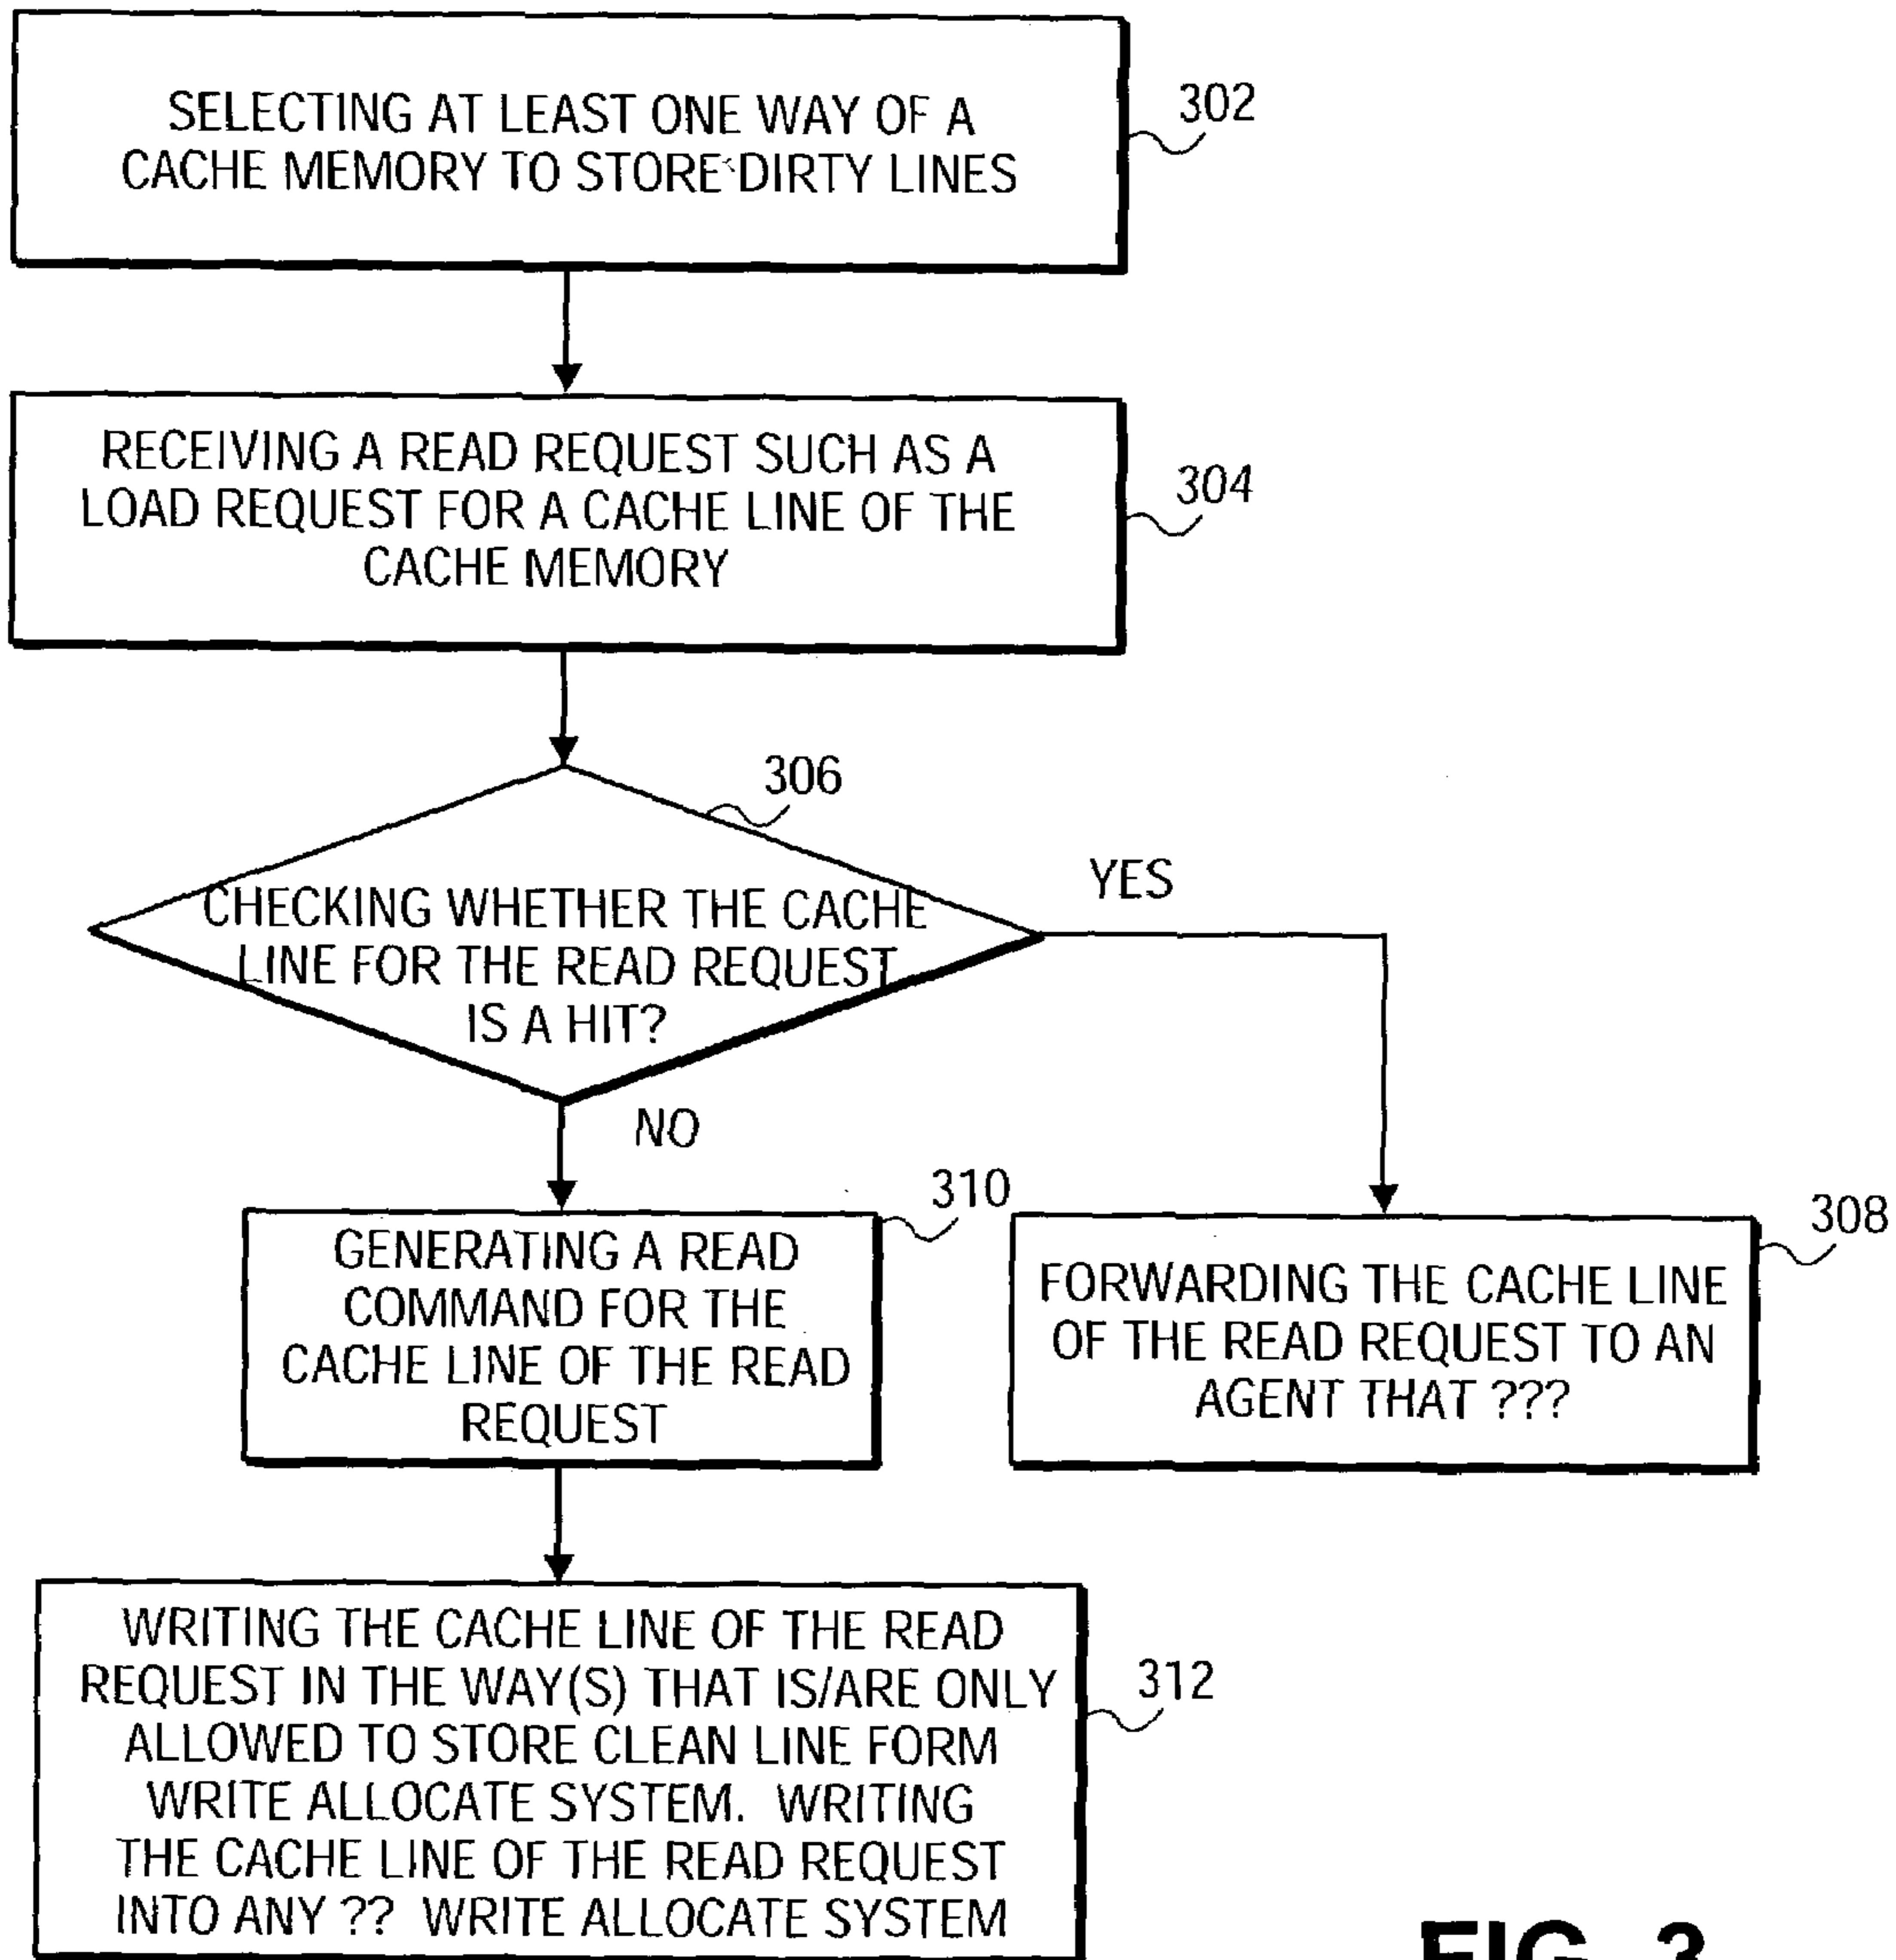 SELECTING AT LEAST ONE WAY OF A
CACHE MEMORY TO STORE DIRTY LINES
302
RECEIVING A READ REQUEST SUCH AS A
LOAD REQUEST FOR A CACHE LINE OF THE
CACHE MEMORY
304
306
CHECKING WHETHER THE CACHE
LINE FOR THE READ REQUEST
IS A HIT?
YES
NO
310
GENERATING A READ
COMMAND FOR THE
CACHE LINE OF THE READ
REQUEST
308
FORWARDING THE CACHE LINE
OF THE READ REQUEST TO AN
AGENT THAT ???
WRITING THE CACHE LINE OF THE READ
REQUEST IN THE WAY(S) THAT IS/ARE ONLY
ALLOWED TO STORE CLEAN LINE FORM
WRITE ALLOCATE SYSTEM. WRITING
THE CACHE LINE OF THE READ REQUEST
INTO ANY ?? WRITE ALLOCATE SYSTEM
312
FIG. 3